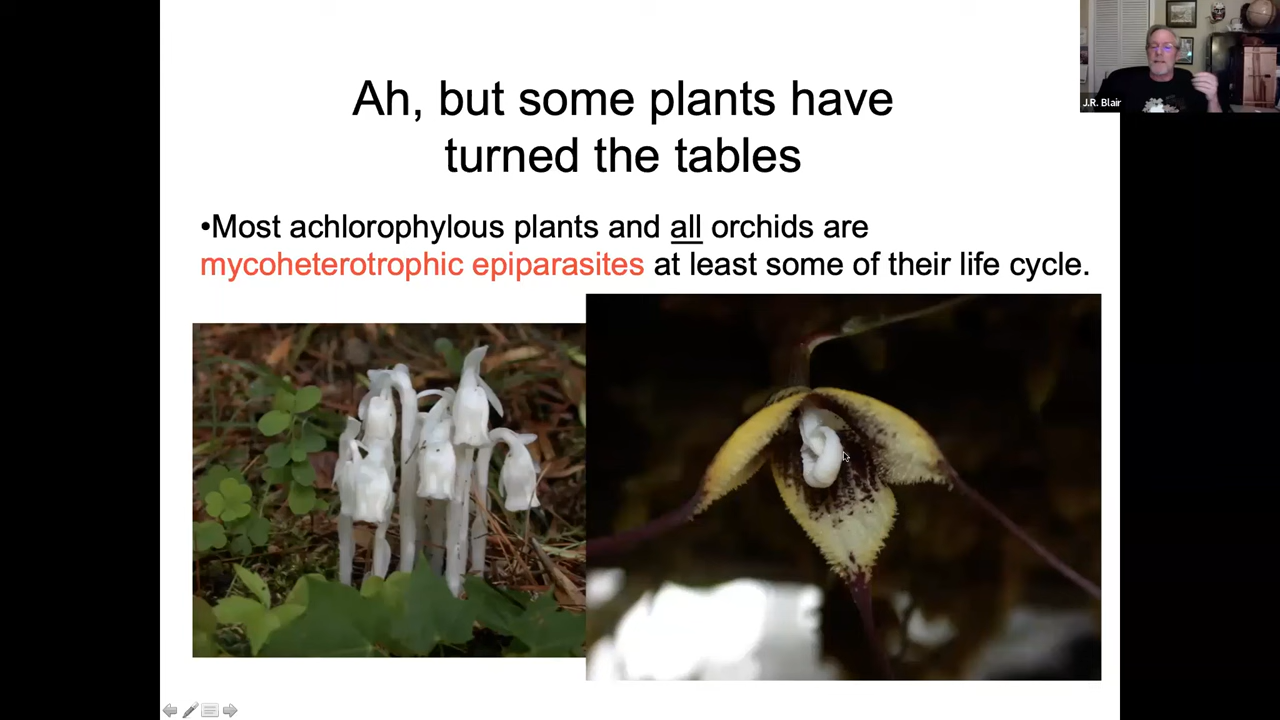 Ah, but some plants have
turned the tables
•Most achlorophylous plants and all orchids are
mycoheterotrophic epiparasites at least some of their life cycle.
J.R. Blair